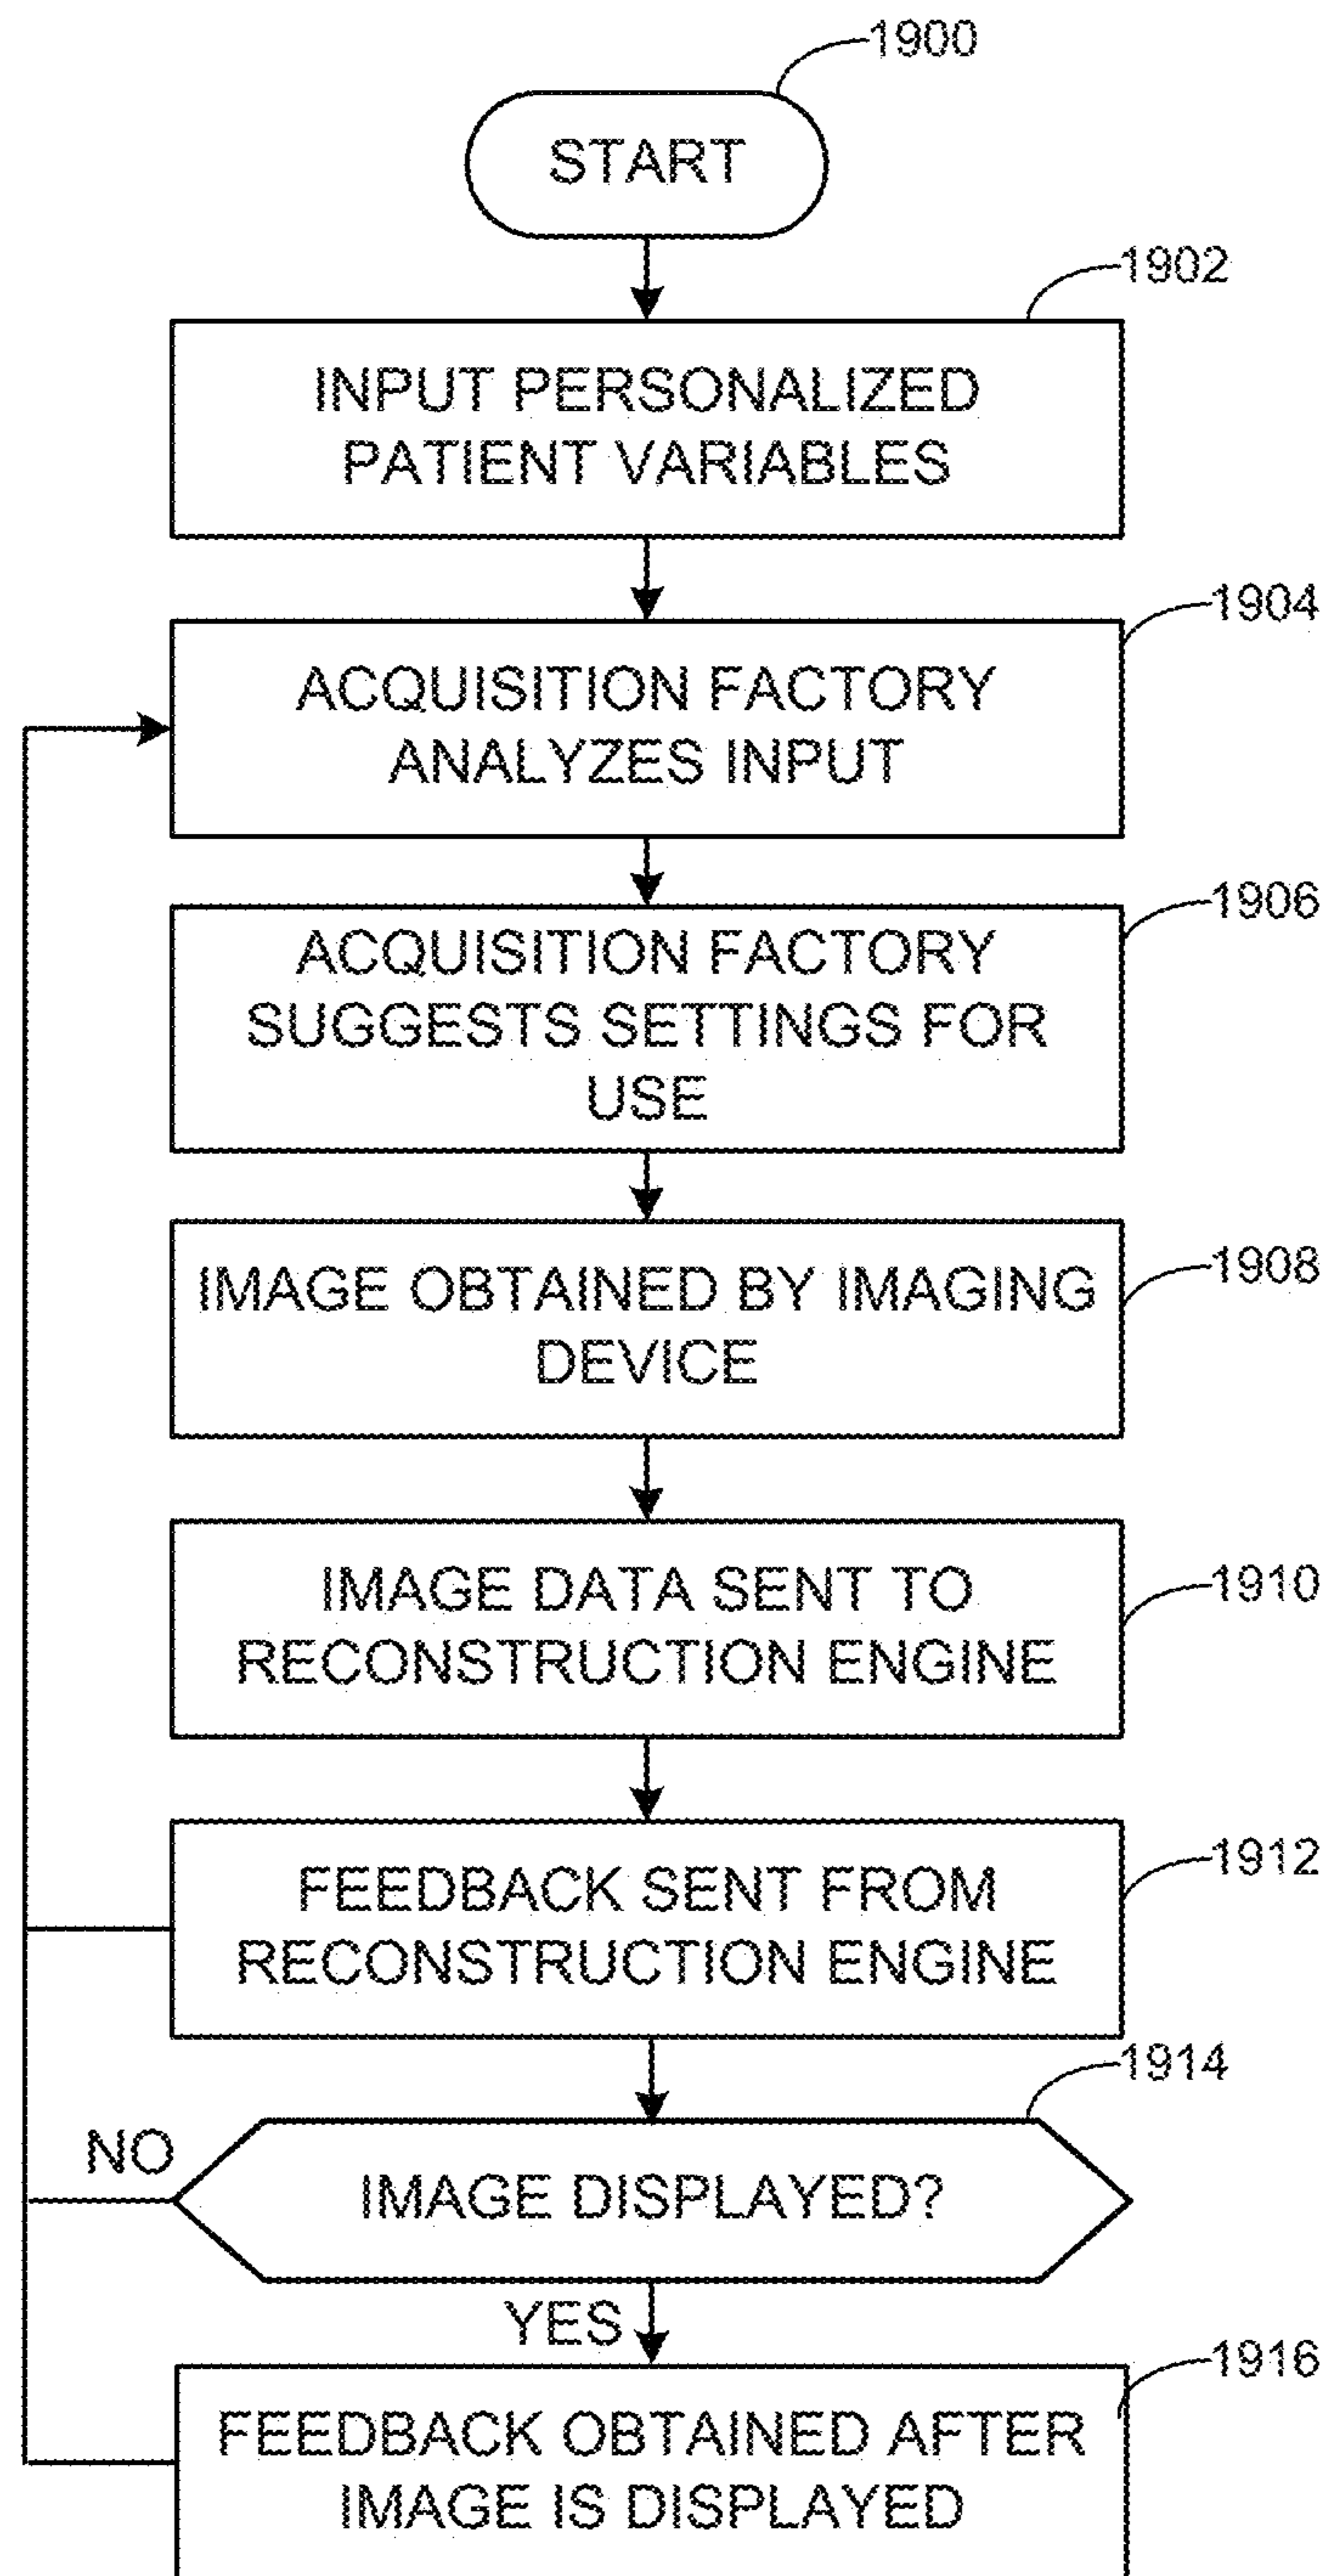 1900
START
1902
INPUT PERSONALIZED
PATIENT VARIABLES
1904
ACQUISITION FACTORY
ANALYZES INPUT
1906
ACQUISITION FACTORY
SUGGESTS SETTINGS FOR
USE
1908
IMAGE OBTAINED BY IMAGING
DEVICE
1910
IMAGE DATA SENT TO
RECONSTRUCTION ENGINE
1912
FEEDBACK SENT FROM
RECONSTRUCTION ENGINE
1914
NO
IMAGE DISPLAYED?
YES
1916
FEEDBACK OBTAINED AFTER
IMAGE IS DISPLAYED